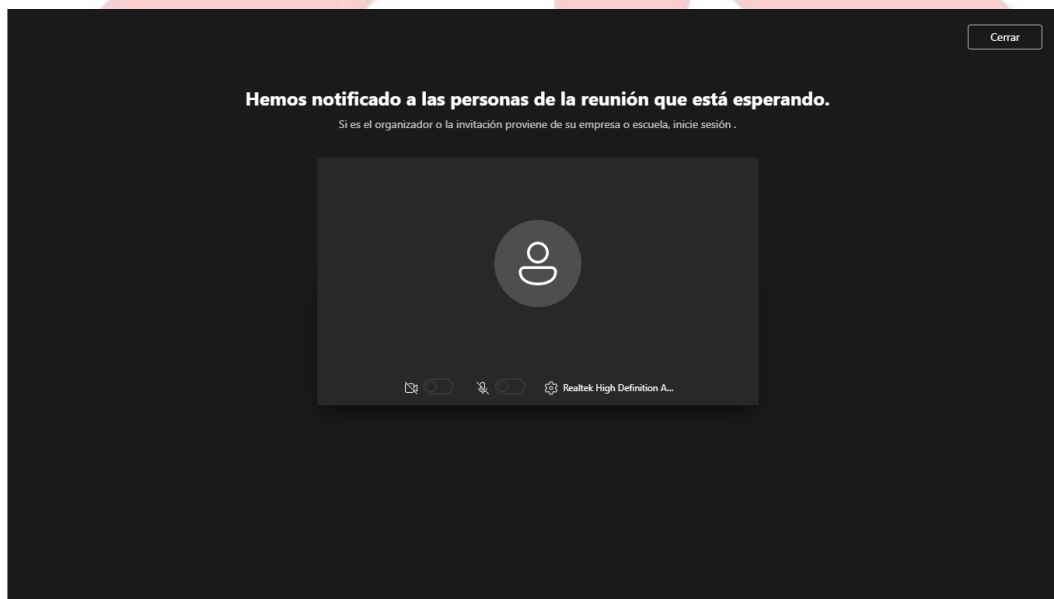 Cerrar
Hemos notificado a las personas de la reunión que está esperando.
Si es el organizador o la invitación proviene de su empresa o escuela, inicie sesión .
Realtek High Definition A...